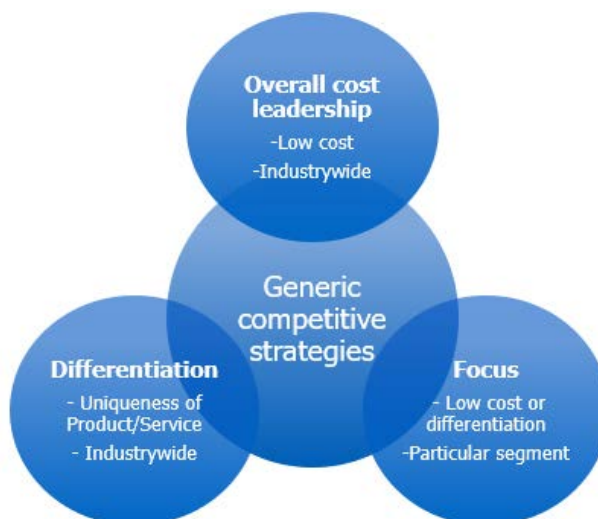 Overall cost
leadership
-Low cost
-Industrywide
Generic
competitive
strategies
Differentiation
- Uniqueness of
Product/Service
- Industrywide
Focus
- Low cost or
differentiation
-Particular segment